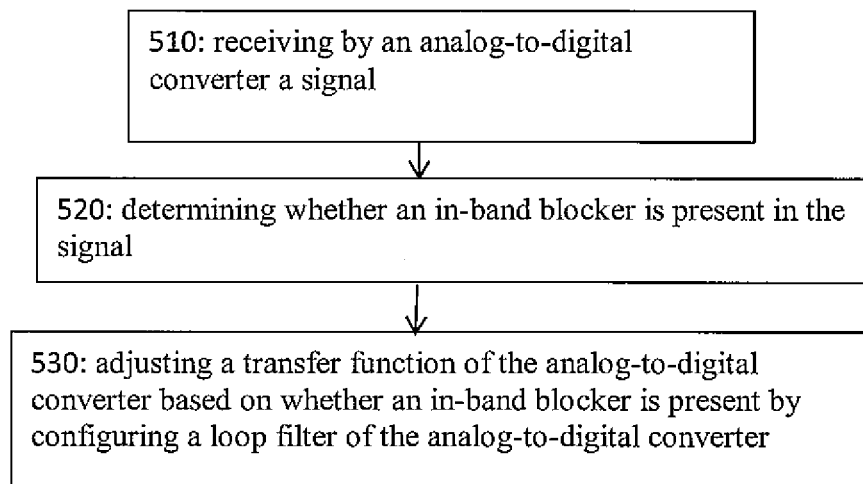 510: receiving by an analog-to-digital
converter a signal
520: determining whether an in-band blocker is present in the
signal
530: adjusting a transfer function of the analog-to-digital
converter based on whether an in-band blocker is present by
configuring a loop filter of the analog-to-digital converter